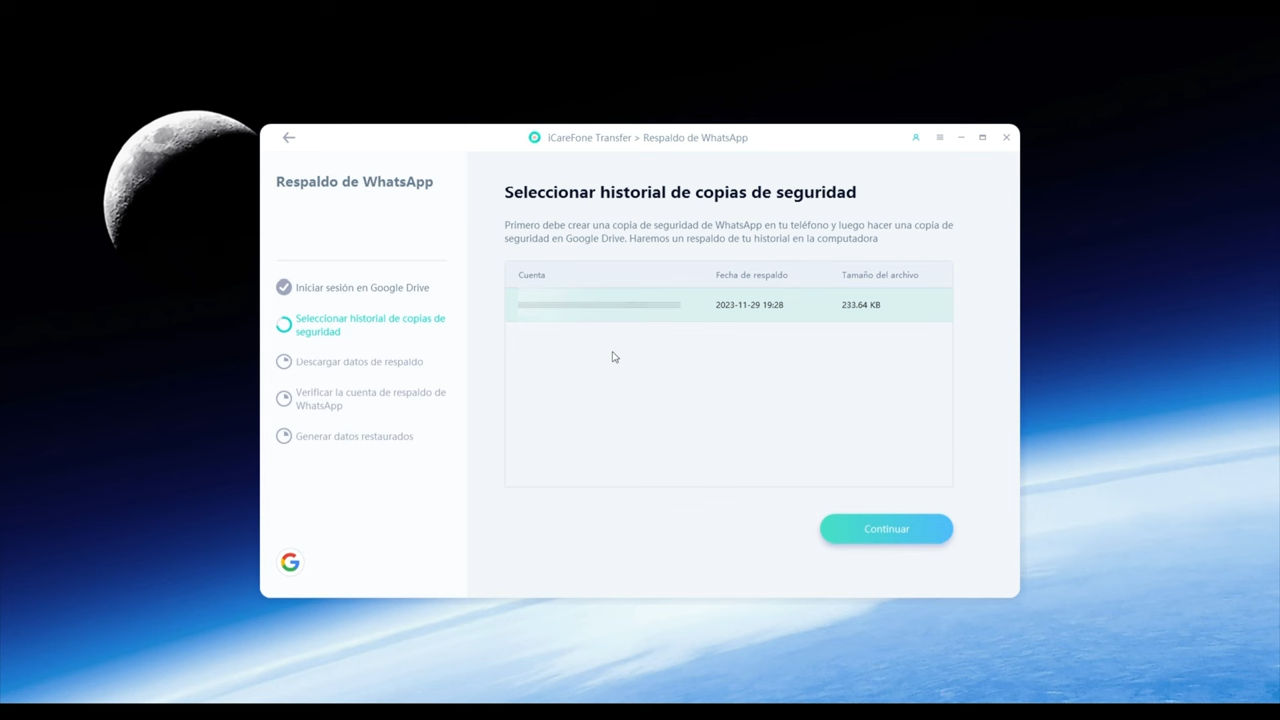 iCareFone Transfer > Respaldo de WhatsApp
Respaldo de WhatsApp
Iniciar sesión en Google Drive
Seleccionar historial de copias de
seguridad
Descargar datos de respaldo
Verificar la cuenta de respaldo de
WhatsApp
Generar datos restaurados
Seleccionar historial de copias de seguridad
Primero debe crear una copia de seguridad de WhatsApp en tu teléfono y luego hacer una copia de
seguridad en Google Drive. Haremos un respaldo de tu historial en la computadora
Cuenta Fecha de respaldo Tamaño del archivo
2023-11-29 19:28 233.64 KB
Continuar